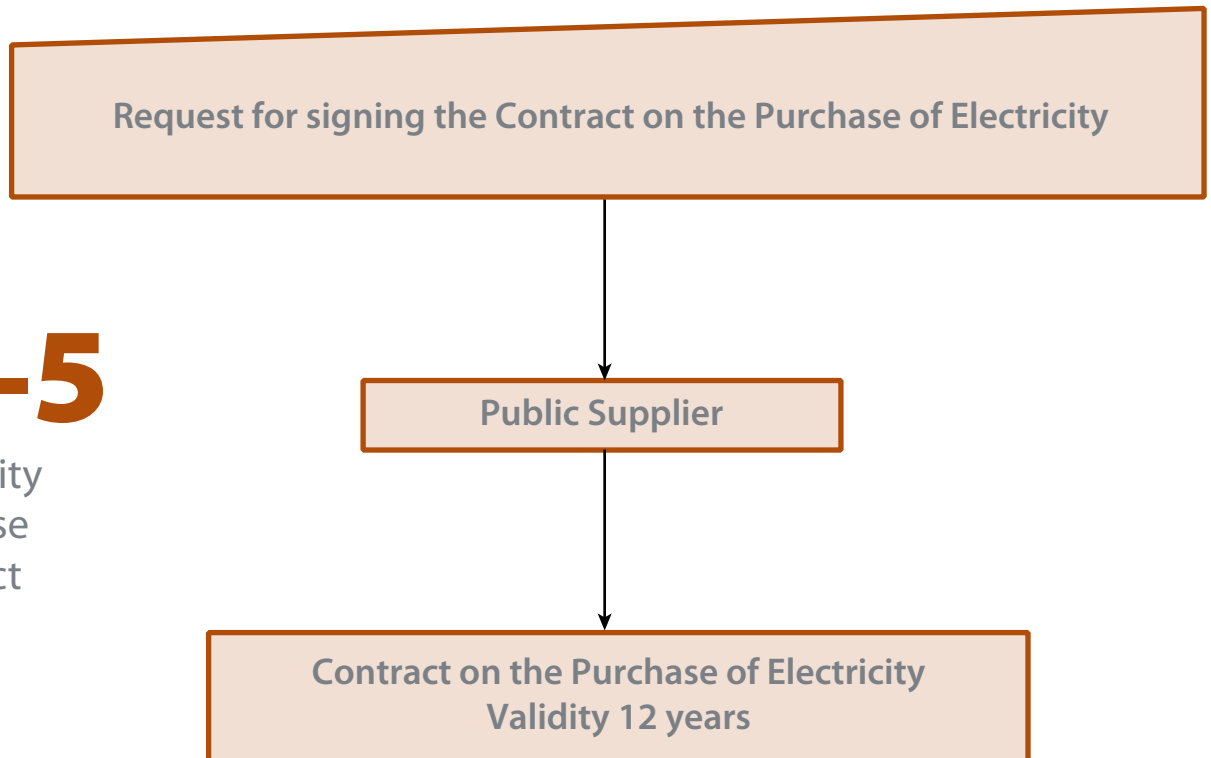 Request for signing the Contract on the Purchase of Electricity
-5
Public Supplier
ity
se
ct
Contract on the Purchase of Electricity
Validity 12 years